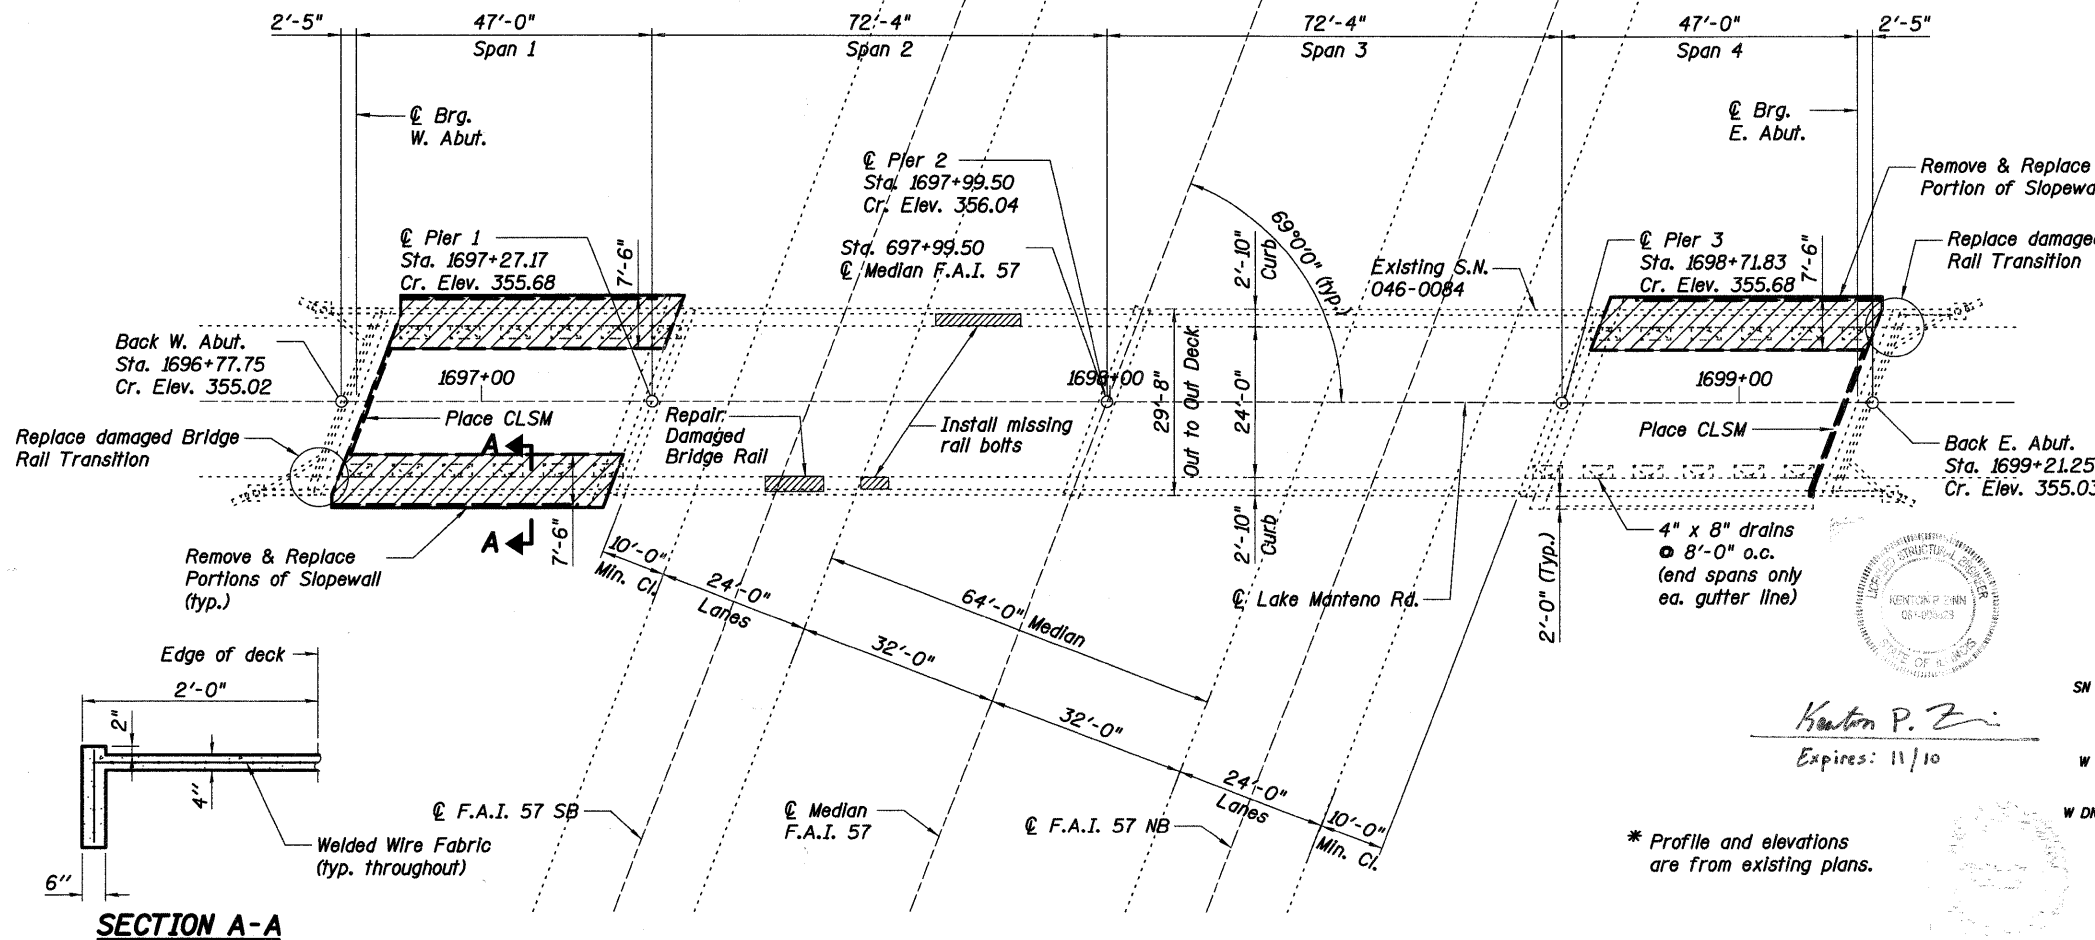 2'-5" 47'-0" 72'-4" 72'-4" 47'-0" 2'-5"
Span 1 Span 2 Span 3 Span 4
℄ Brg.
W. Abut.
℄ Brg.
E. Abut.
℄ Pier 2
Sta. 1697+99.50
Cr. Elev. 356.04
Remove & Replace
Portion of
℄ Pier 1
Sta. 1697+27.17
Cr. Elev. 355.68
7'-6"
Sta. 697+99.50
℄ Median F.A.I. 57
69°0'0" (typ.)
2'-10"
Curb
Existing S.N.
046-0084
℄ Pier 3
Sta. 1698+71.83
Cr. Elev. 355.68
7'-6"
Replace
Rail Transition
Back W. Abut.
Sta. 1696+77.75
Cr. Elev. 355.02
1697+00
1698+00
1699+00
29'-8"
Out to Out Deck
24'-0"
Place CLSM
Repair
Damaged
Bridge Rail
Install missing
rail bolts
Place CLSM
Replace damaged Bridge
Rail Transition
A
A
Back E. Abut.
Sta. 1699+21.25
Cr. Elev. 355.03
Remove & Replace
Portions of Slopewall
(typ.)
7'-6"
10'-0"
Min. Cl.
24'-0"
Lanes
64'-0" Median
32'-0"
32'-0"
24'-0"
Lanes
10'-0"
Min. Cl.
2'-10"
Curb
℄ Lake Manteno Rd.
2'-0" (Typ.)
4" x 8" drains
@ 8'-0" o.c.
(end spans only
ea. gutter line)
LICENSED STRUCTURAL ENGINEER
KENTON P. ZINN
STATE OF ILLINOIS
SN
Kenton P.
Expires: 11/10
W
Edge of deck
2'-0"
2"
4"
6"
Welded Wire Fabric
(typ. throughout)
℄ F.A.I. 57 SB
℄ Median
F.A.I. 57
℄ F.A.I. 57 NB
* Profile and elevations
are from existing plans.
SECTION A-A